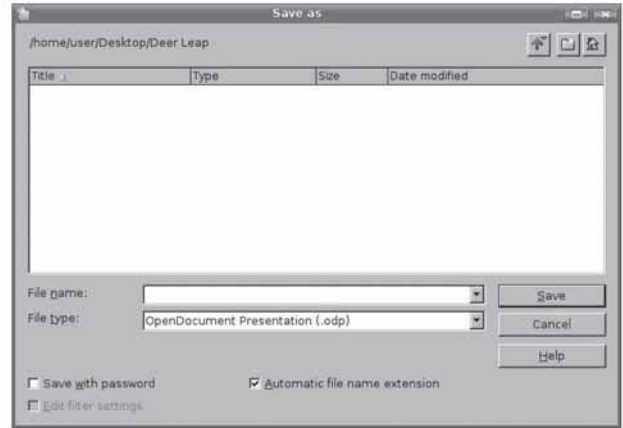 Save as
/home/user/Desktop/Deer Leap
Title Type Size Date modified
File name:
Save
File type: OpenDocument Presentation (.odp)
Cancel
Help
Save with password Automatic file name extension
Edit filter settings